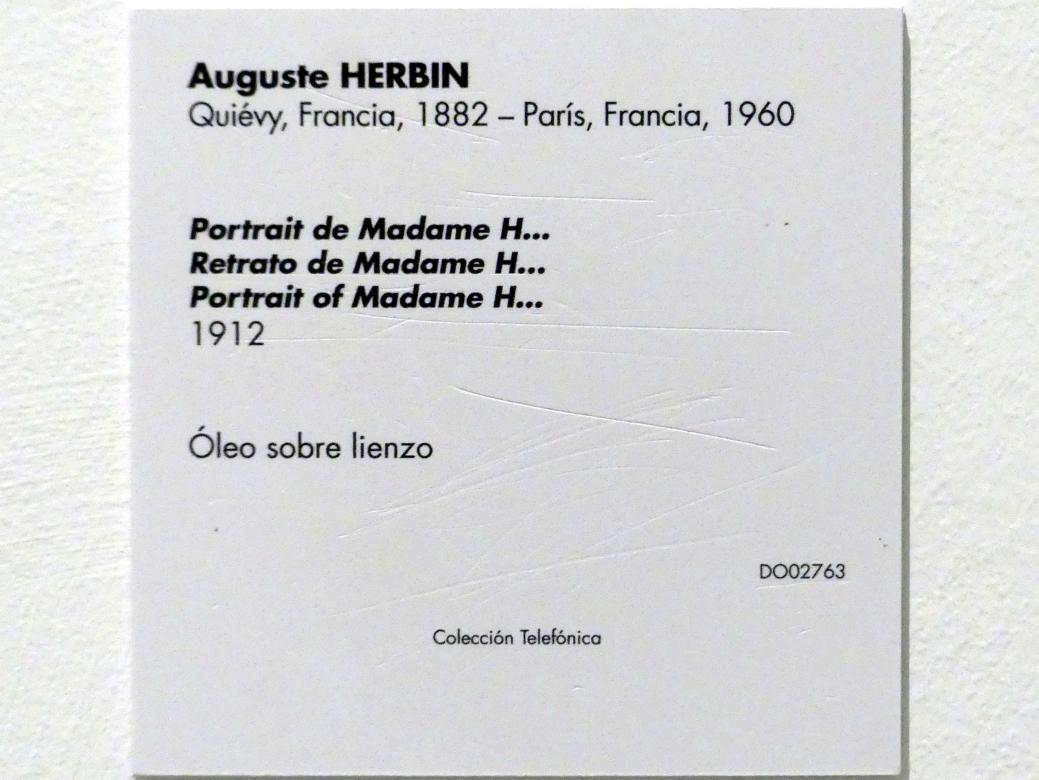 Auguste HERBIN
Quiévy, Francia, 1882 – París, Francia, 1960
Portrait de Madame H...
Retrato de Madame H...
Portrait of Madame H...
1912
Óleo sobre lienzo
DO02763
Colección Telefónica